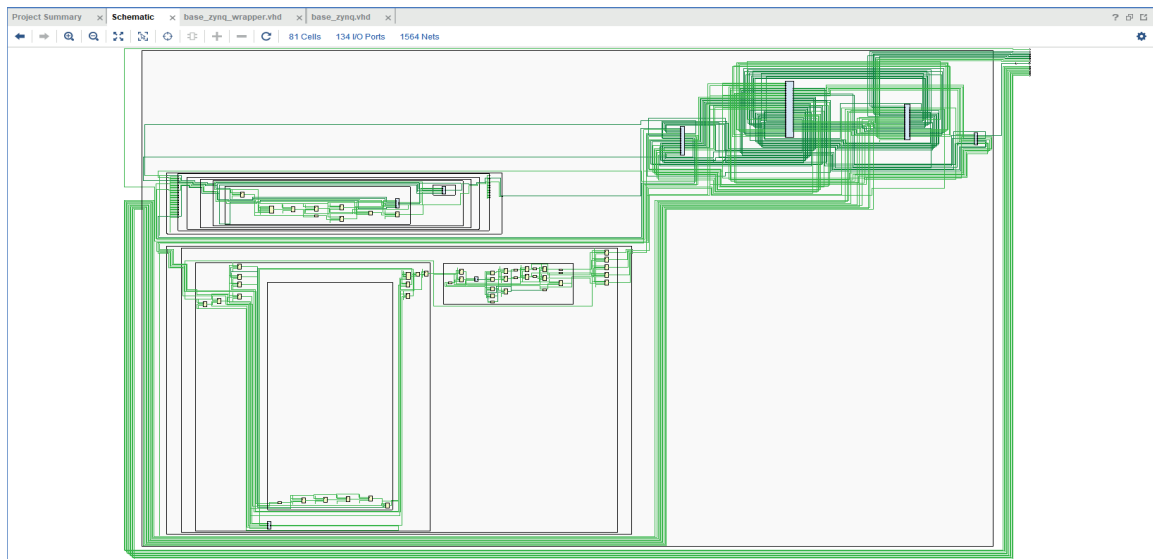 Project Summary × Schematic × base_zynq_wrapper.vhd × base_zynq.vhd ×
81 Cells 134 I/O Ports 1564 Nets